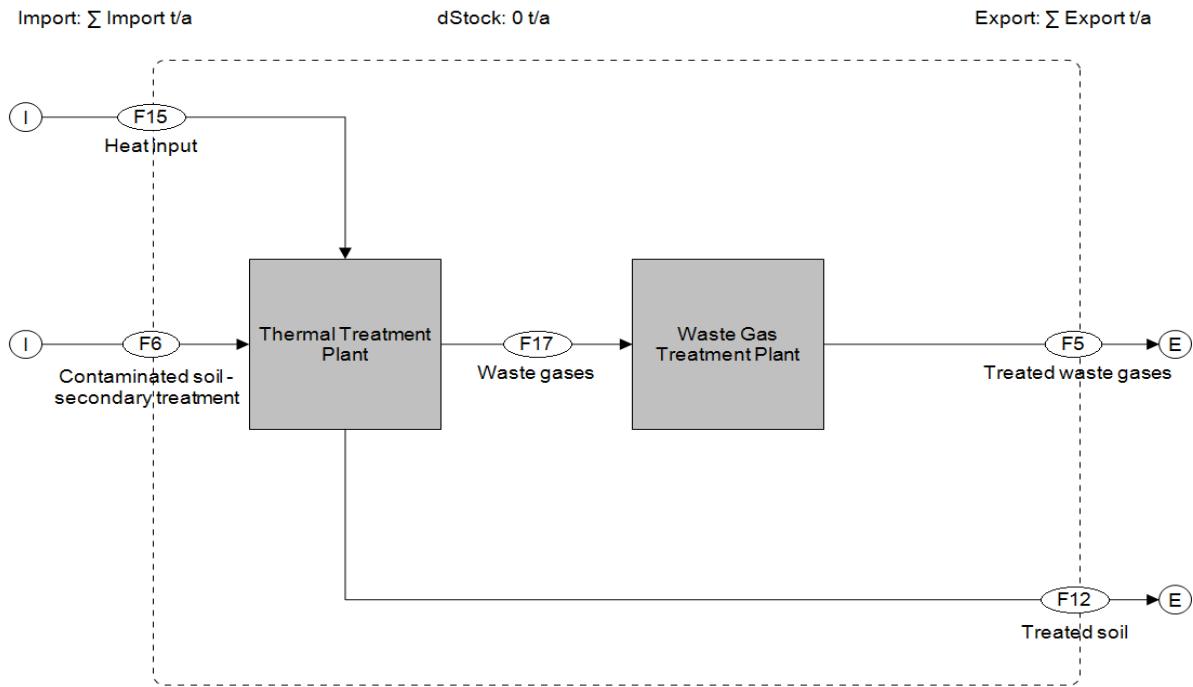 Import: ∑ Import t/a
dStock: 0 t/a
Export: ∑ Export t/a
I
F15
Heat input
I
F6
Contaminated soil -
secondary treatment
Thermal Treatment
Plant
F17
Waste gases
Waste Gas
Treatment Plant
F5
E
Treated waste gases
F12
E
Treated soil